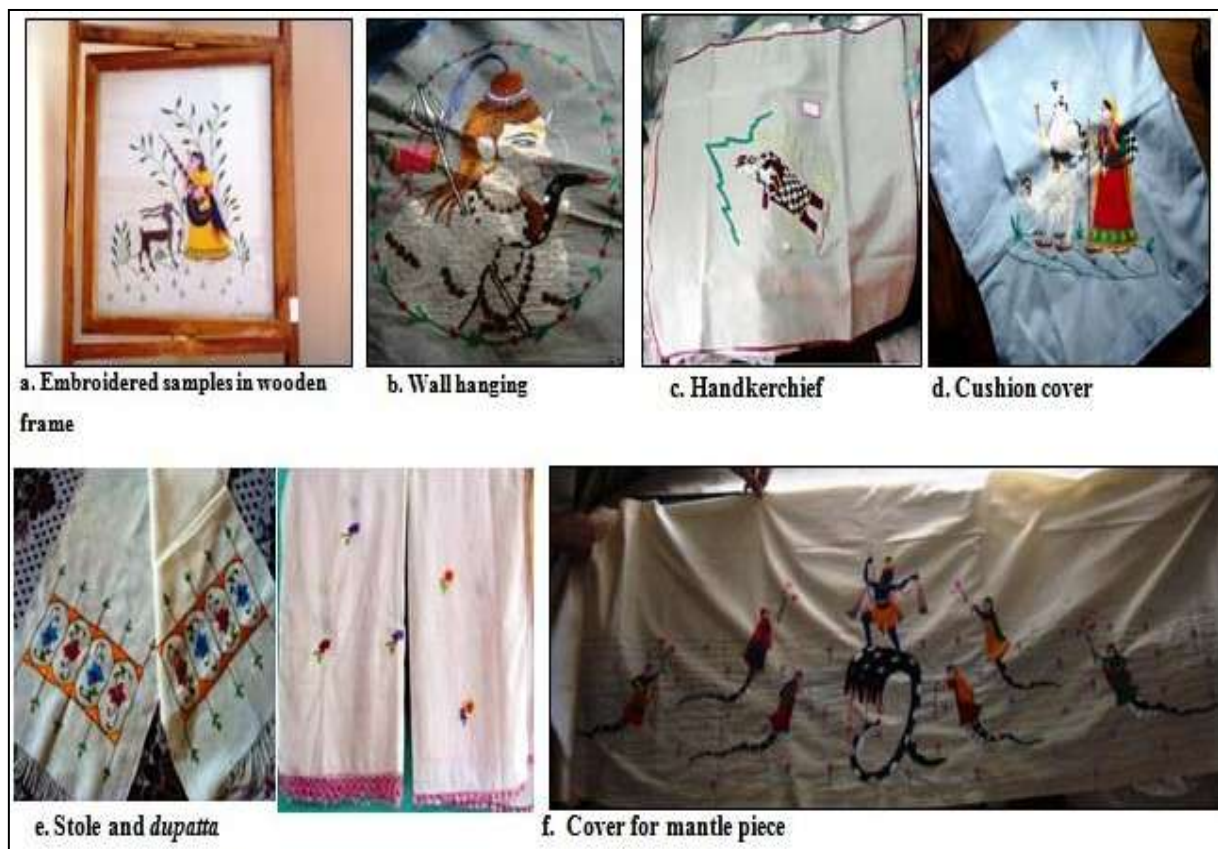 a. Embroidered samples in wooden
frame
b. Wall hanging
c. Handkerchief
d. Cushion cover
e. Stole and dupatta
f. Cover for mantle piece